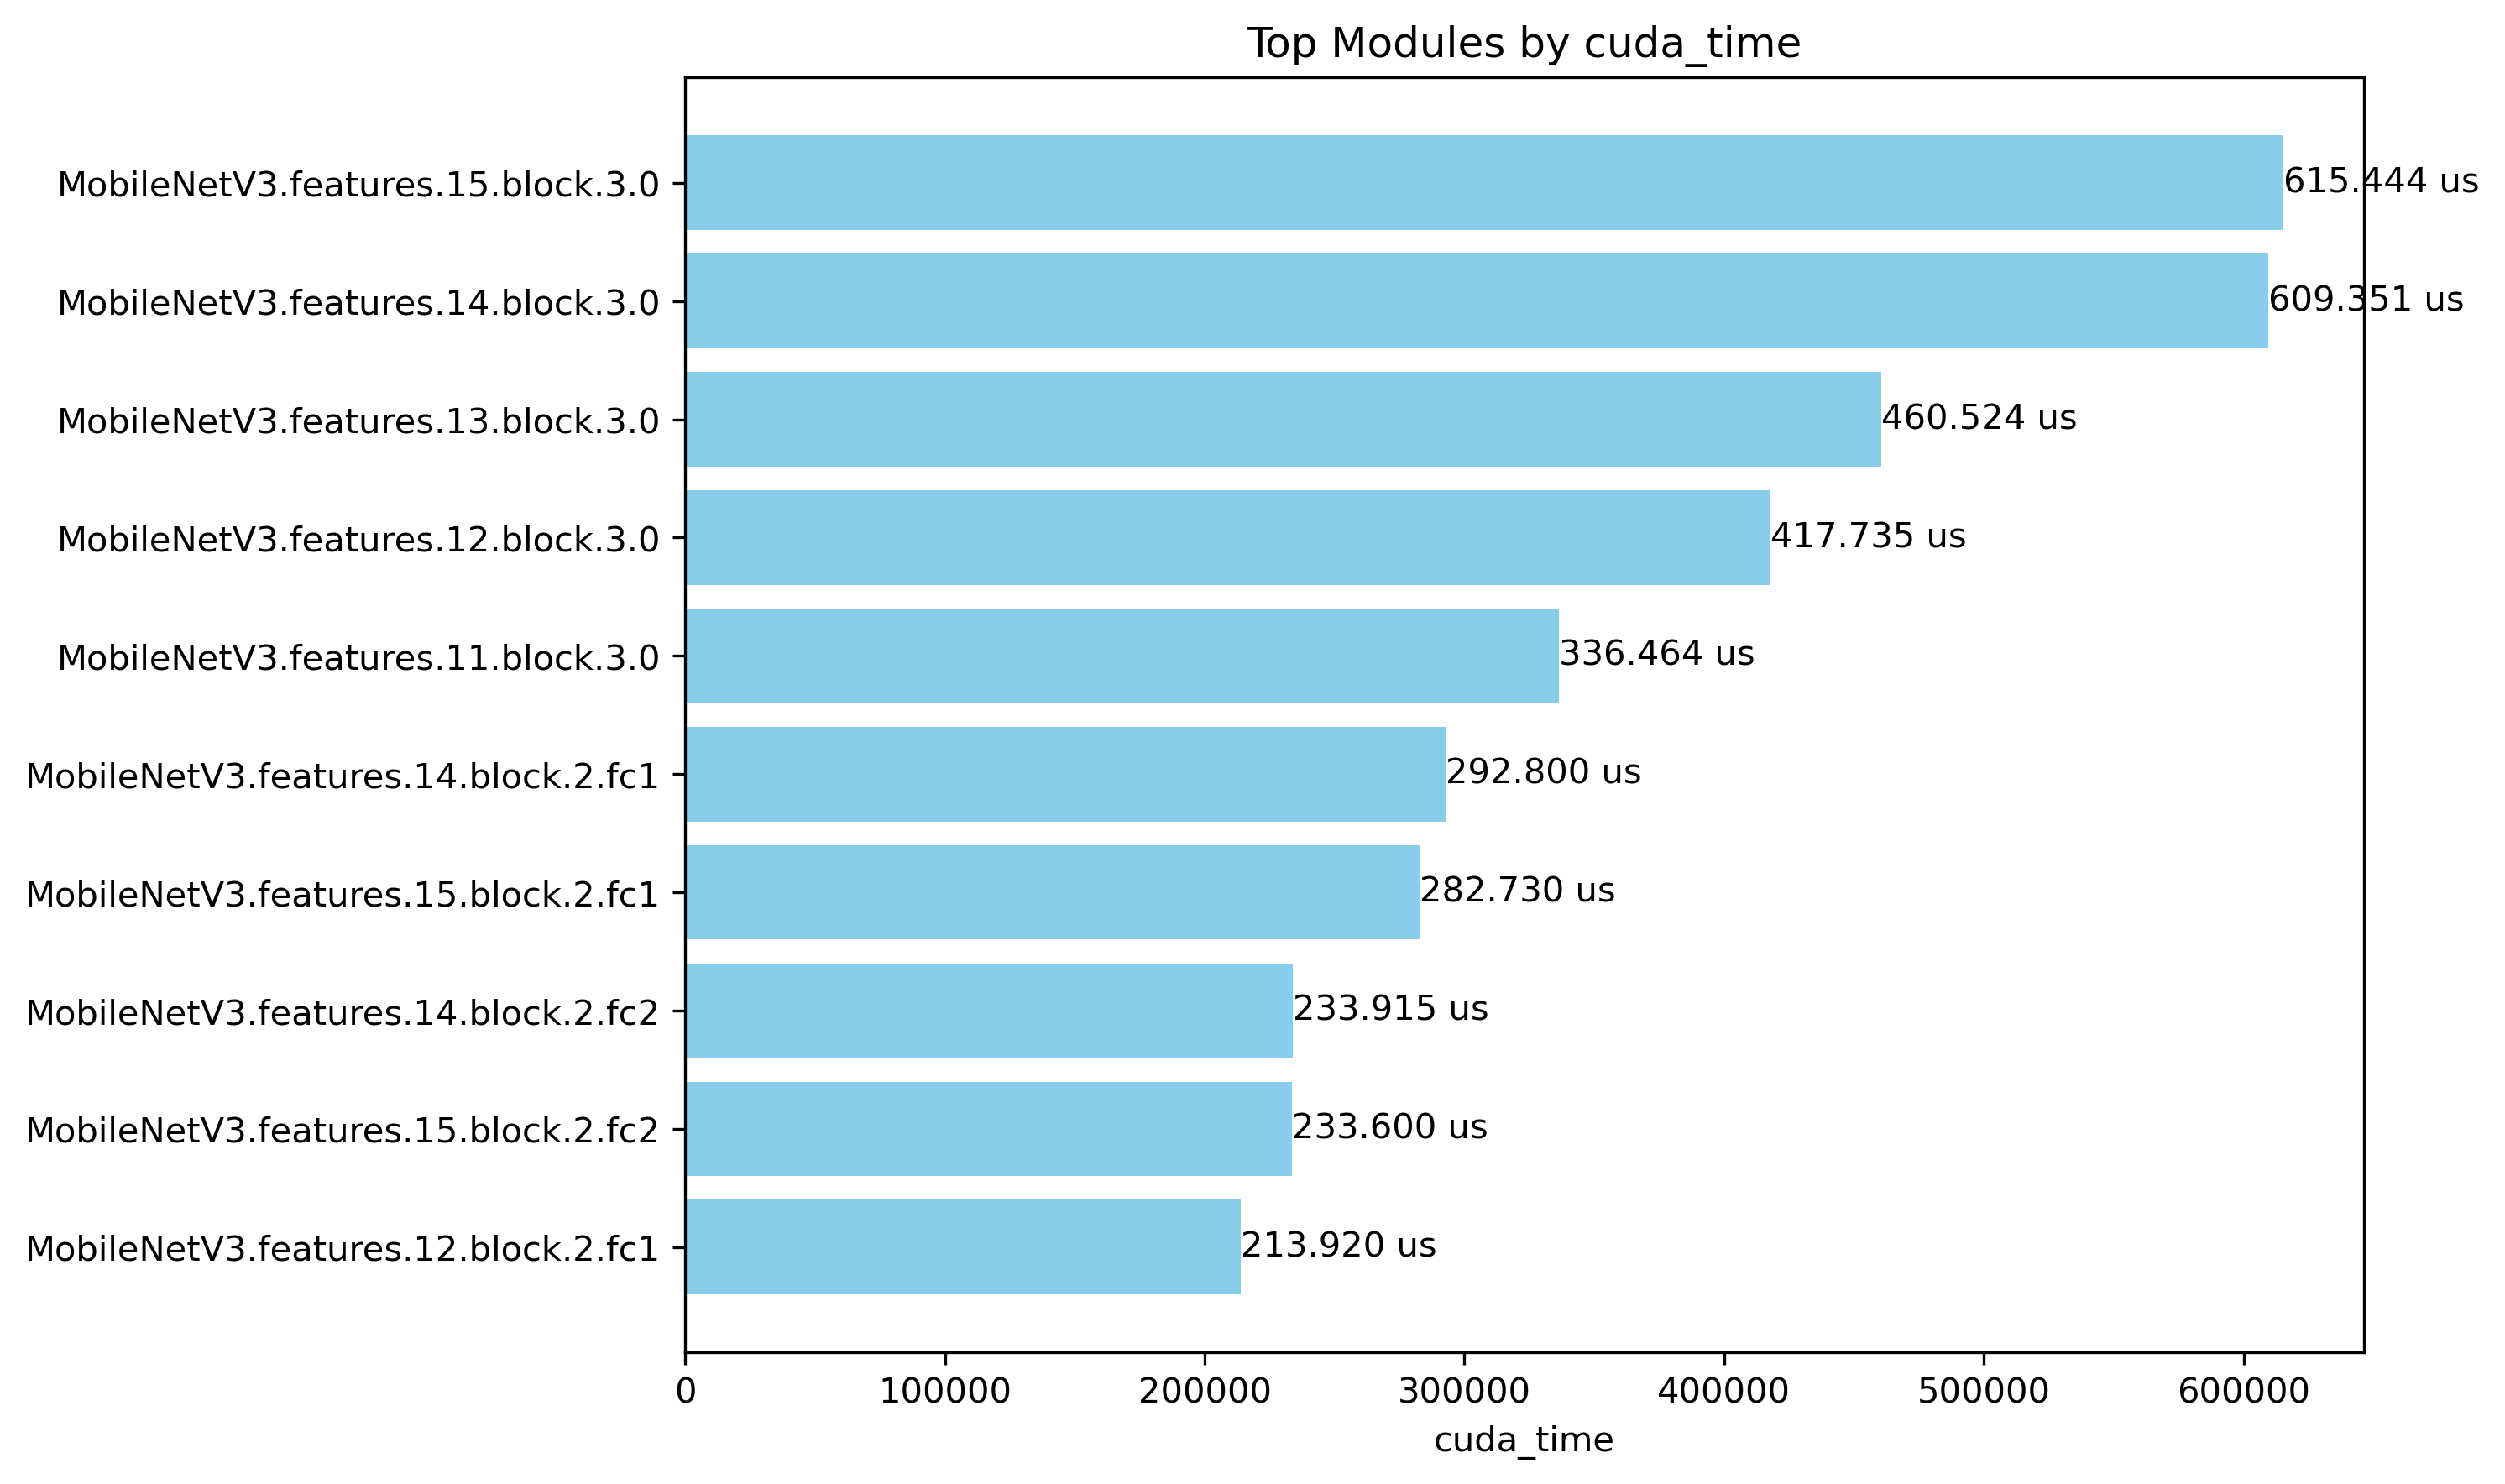 Top Modules by cuda_time
MobileNetV3.features.15.block.3.0 615.444 us
MobileNetV3.features.14.block.3.0 609.351 us
MobileNetV3.features.13.block.3.0 460.524 us
MobileNetV3.features.12.block.3.0 417.735 us
MobileNetV3.features.11.block.3.0 336.464 us
MobileNetV3.features.14.block.2.fc1 292.800 us
MobileNetV3.features.15.block.2.fc1 282.730 us
MobileNetV3.features.14.block.2.fc2 233.915 us
MobileNetV3.features.15.block.2.fc2 233.600 us
MobileNetV3.features.12.block.2.fc1 213.920 us
0 100000 200000 300000 400000 500000 600000
cuda_time